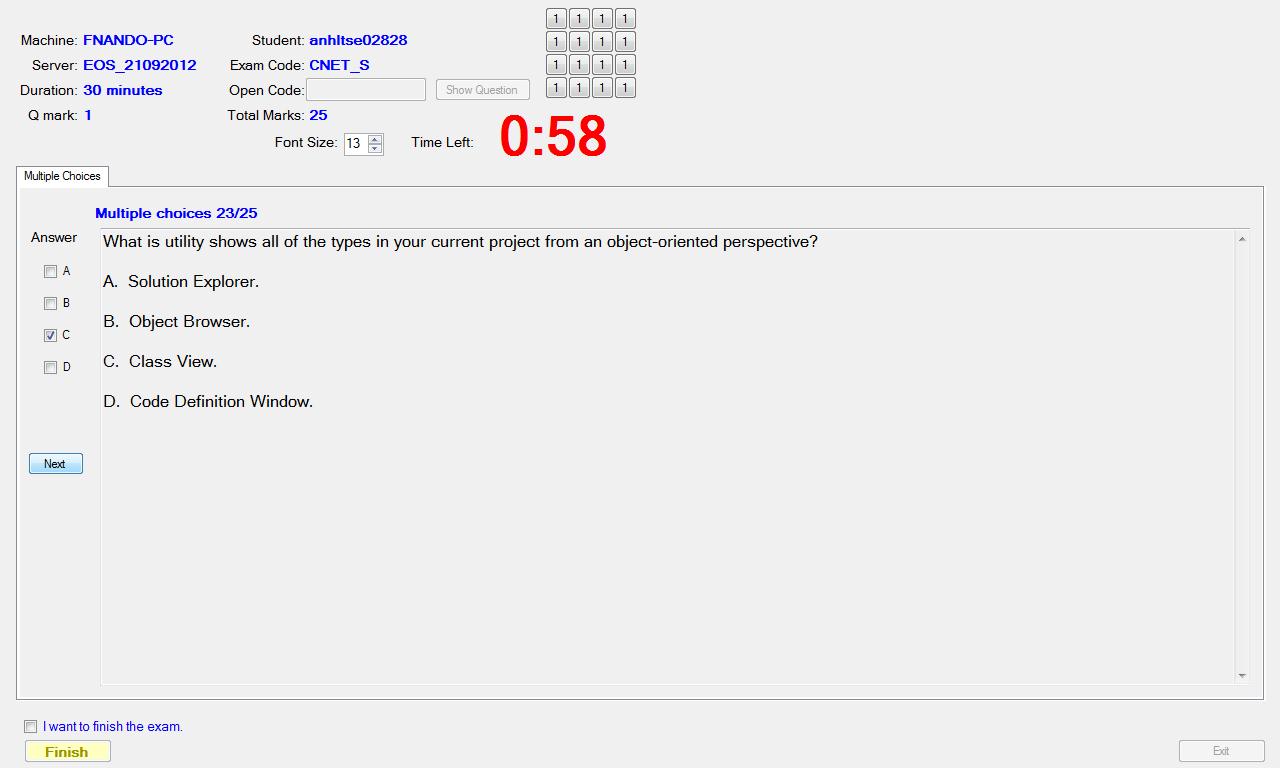 Machine: FNANDO-PC Student: anhltse02828 1 1 1 1
Server: EOS_21092012 Exam Code: CNET_S 1 1 1 1
1 1 1 1
Duration: 30 minutes Open Code: Show Question 1 1 1 1
Q mark: 1 Total Marks: 25
Font Size: 13 Time Left: 0:58
Multiple Choices
Multiple choices 23/25
Answer
What is utility shows all of the types in your current project from an object-oriented perspective?
A
A. Solution Explorer.
B
B. Object Browser.
C
C. Class View.
D
D. Code Definition Window.
Next
I want to finish the exam.
Finish
Exit